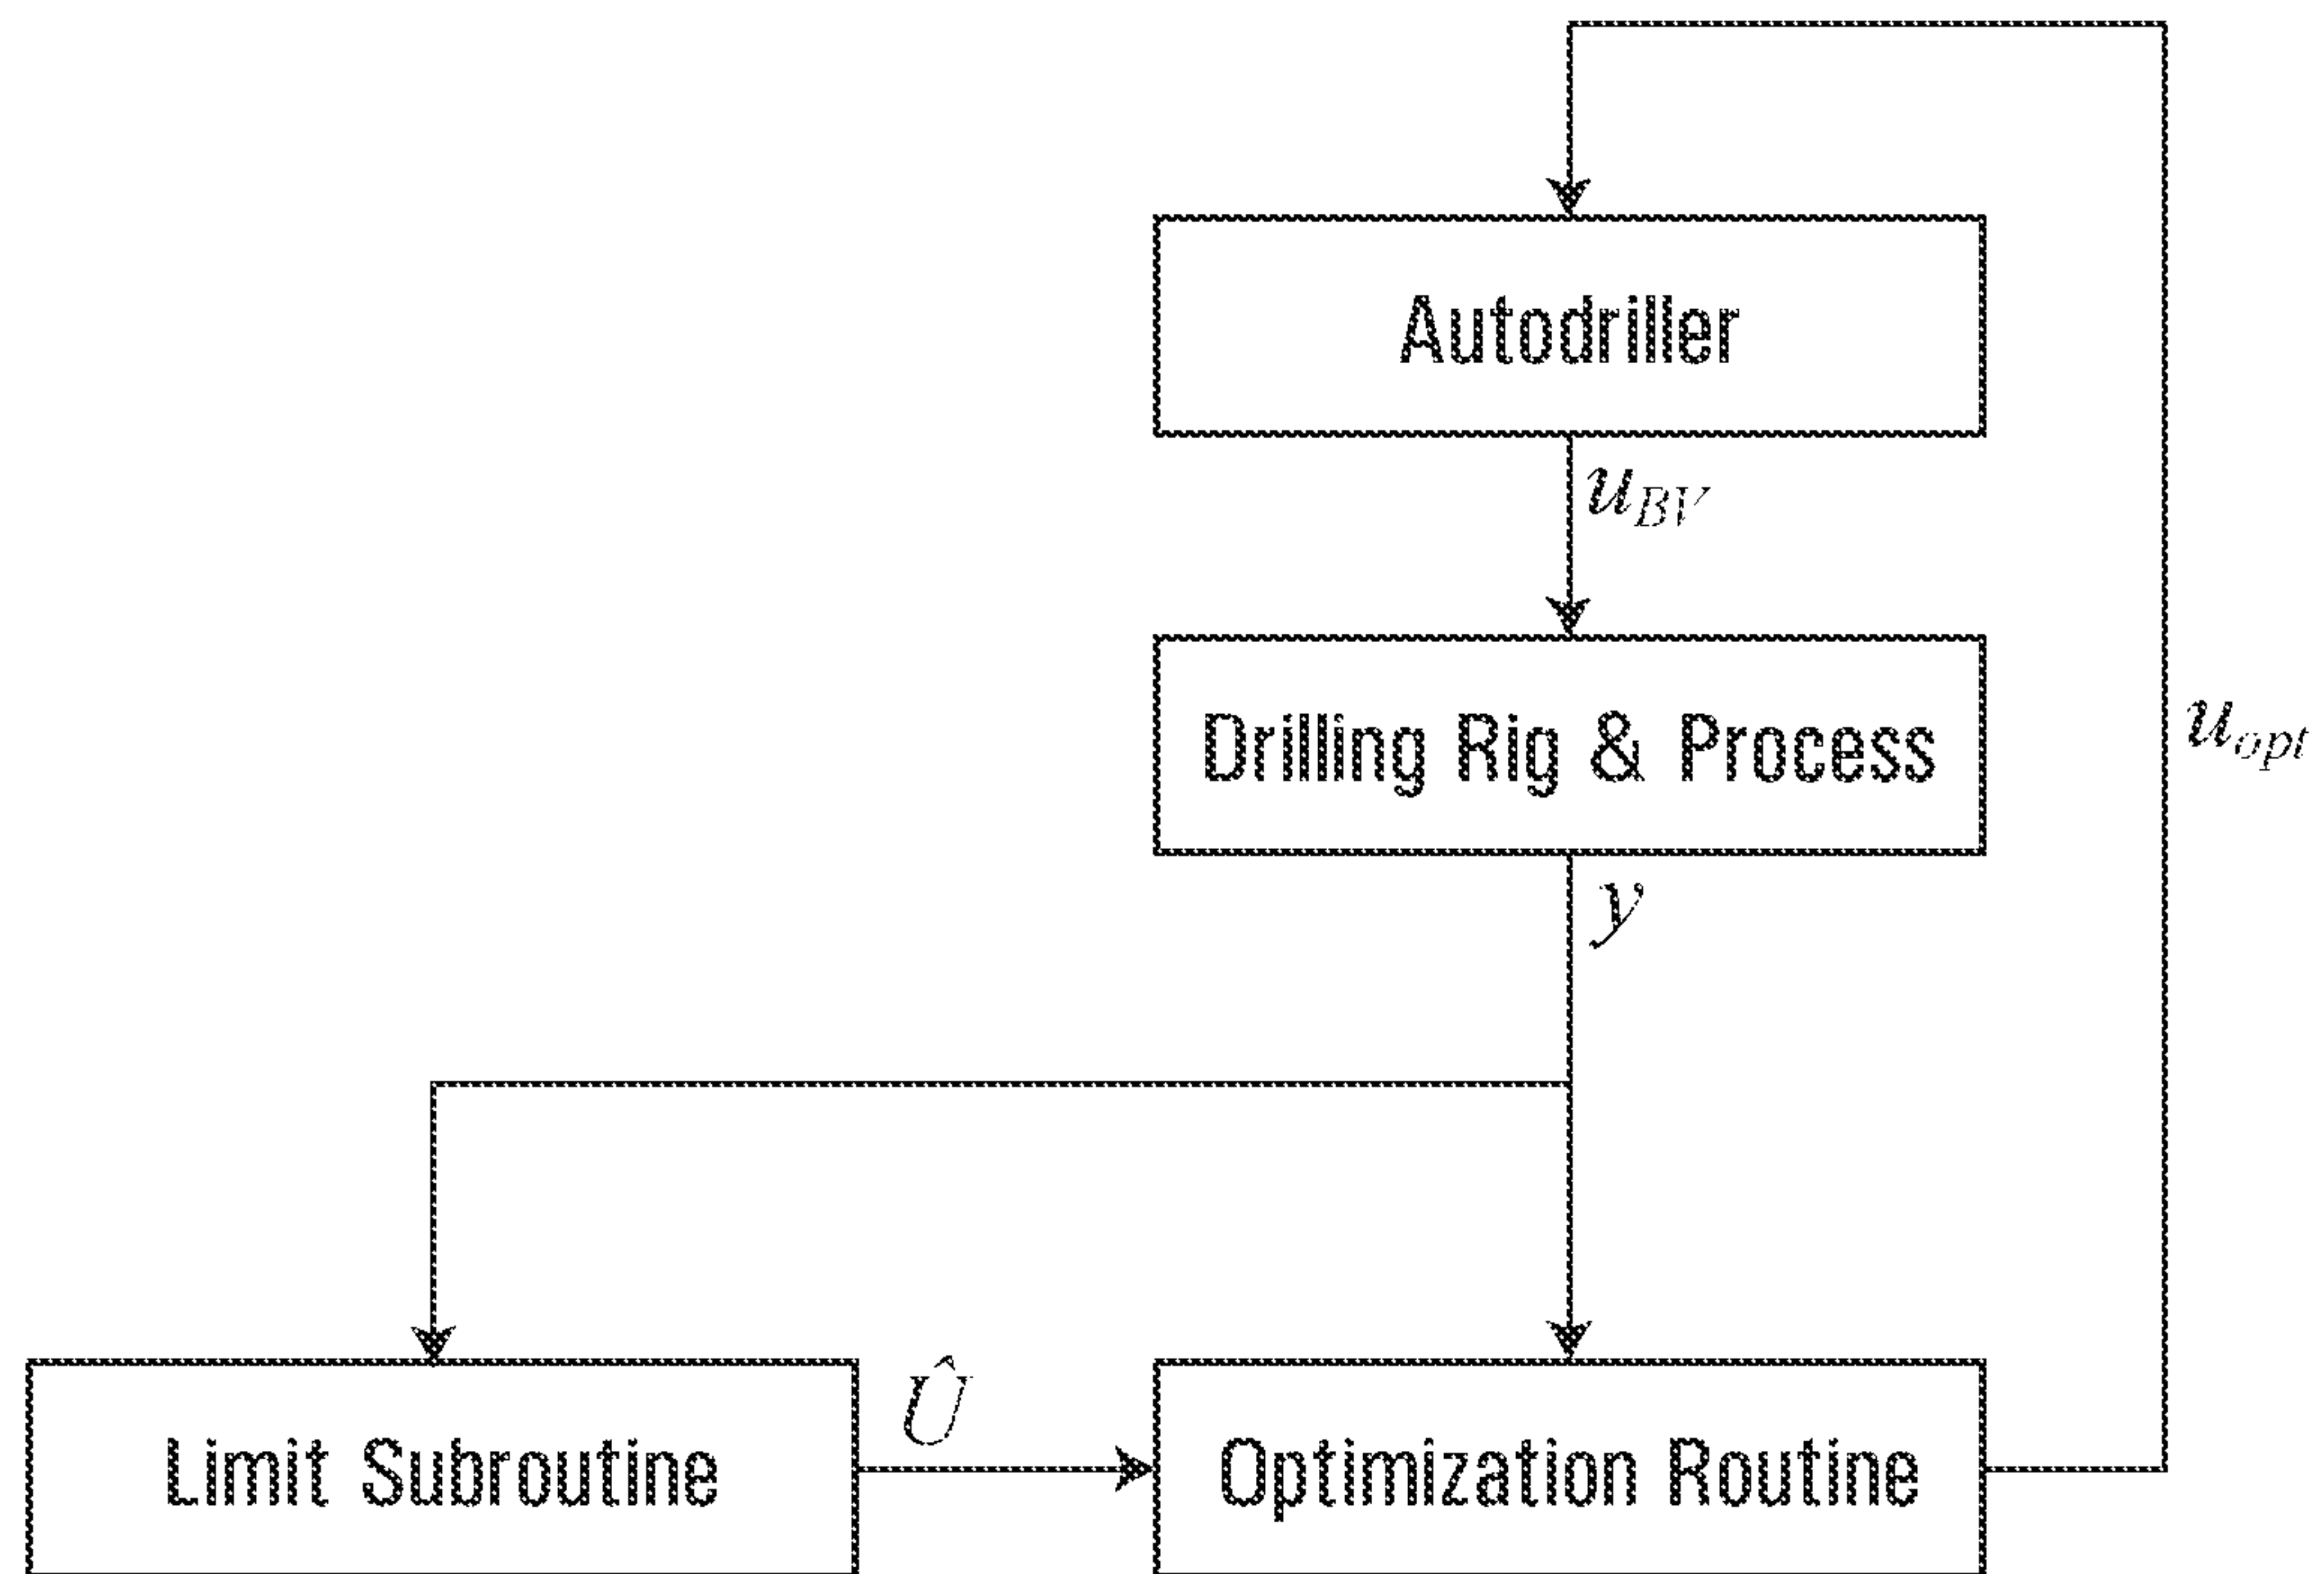 Autodriller
u_BV
Drilling Rig & Process
u_opt
y
Û
Limit Subroutine
Optimization Routine